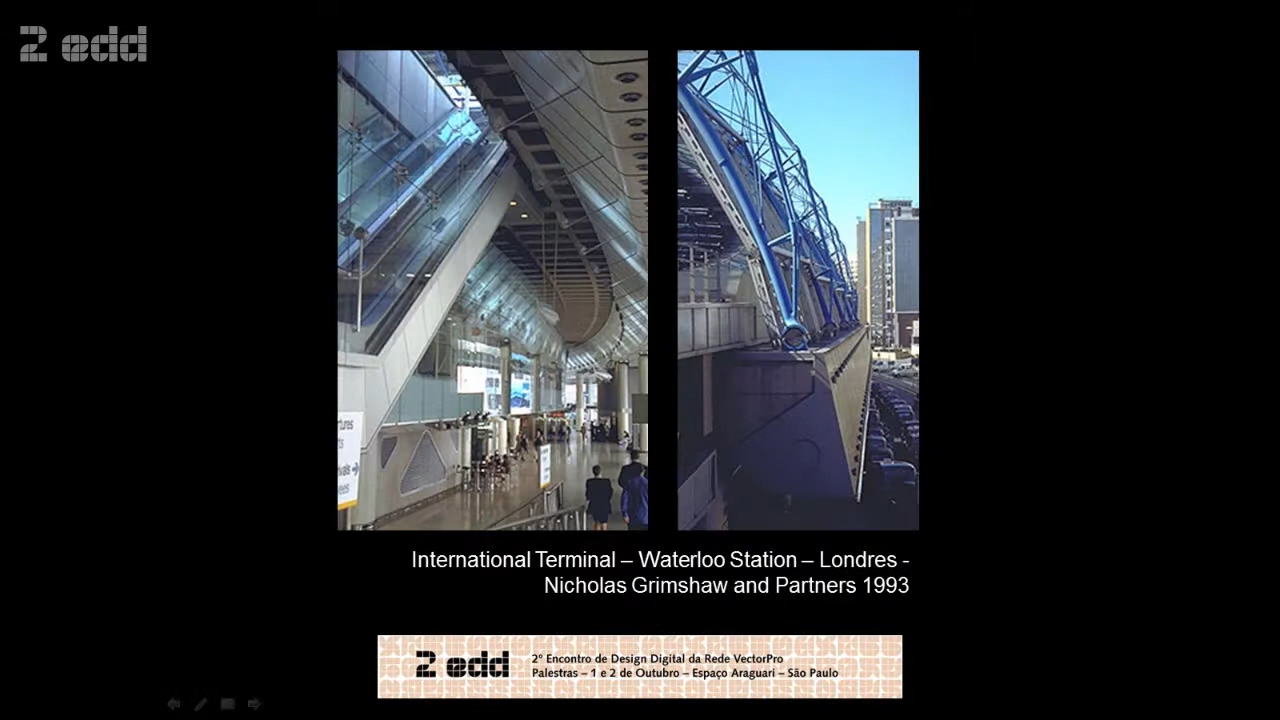 2 edd
International Terminal – Waterloo Station – Londres -
Nicholas Grimshaw and Partners 1993
2 edd
2º Encontro de Design Digital da Rede VectorPro
Palestras – 1 e 2 de Outubro – Espaço Araguari – São Paulo